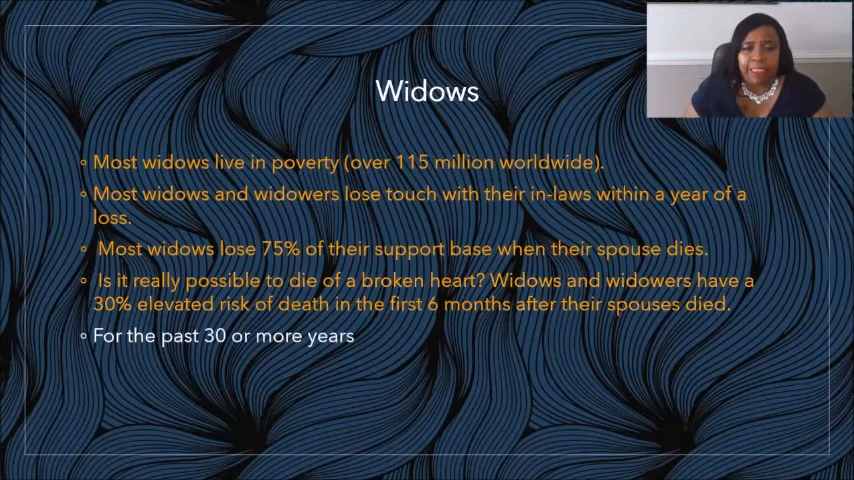 Widows
◦ Most widows live in poverty (over 115 million worldwide).
◦ Most widows and widowers lose touch with their in-laws within a year of a
loss.
◦ Most widows lose 75% of their support base when their spouse dies.
◦ Is it really possible to die of a broken heart? Widows and widowers have a
30% elevated risk of death in the first 6 months after their spouses died.
◦ For the past 30 or more years